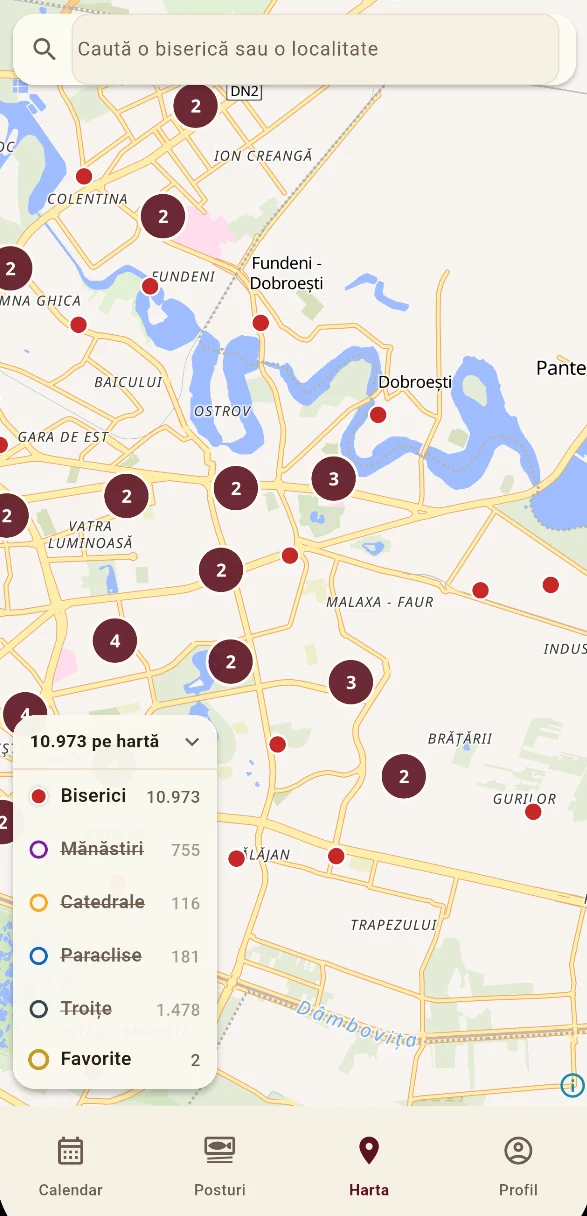 Caută o biserică sau o localitate
DN2
2
ION CREANGĂ
COLENTINA
2
2
FUNDENI
Fundeni -
Dobroești
MNA GHICA
Pante
BAICULUI
Dobroești
OSTROV
GARA DE EST
2
2
3
2
VATRA
LUMINOASĂ
2
MALAXA - FAUR
4
INDUS
2
3
4
10.973 pe hartă
BRĂȚĂRII
2
Biserici 10.973
GURILOR
2
Mănăstiri 755
ĂLĂJAN
Catedrale 116
TRAPEZULUI
Paraclise 181
Troițe 1.478
Dâmbovița
Favorite 2
Calendar
Posturi
Harta
Profil